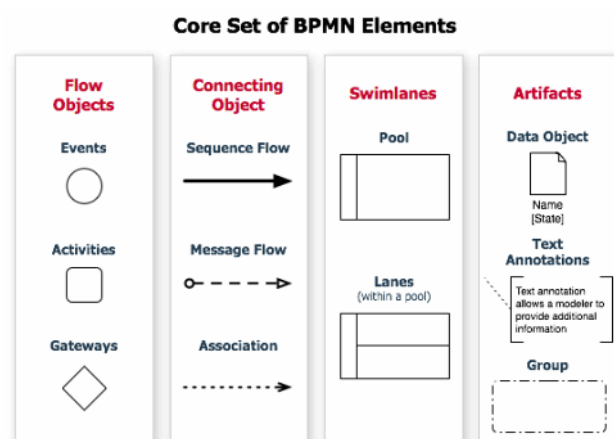 Core Set of BPMN Elements
Flow
Objects
Events
Activities
Gateways
Connecting
Object
Sequence Flow
Message Flow
Association
Swimlanes
Pool
Lanes
(within a pool)
Artifacts
Data Object
Name
[State]
Text
Annotations
Text annotation
allows a modeler to
provide additional
information
Group